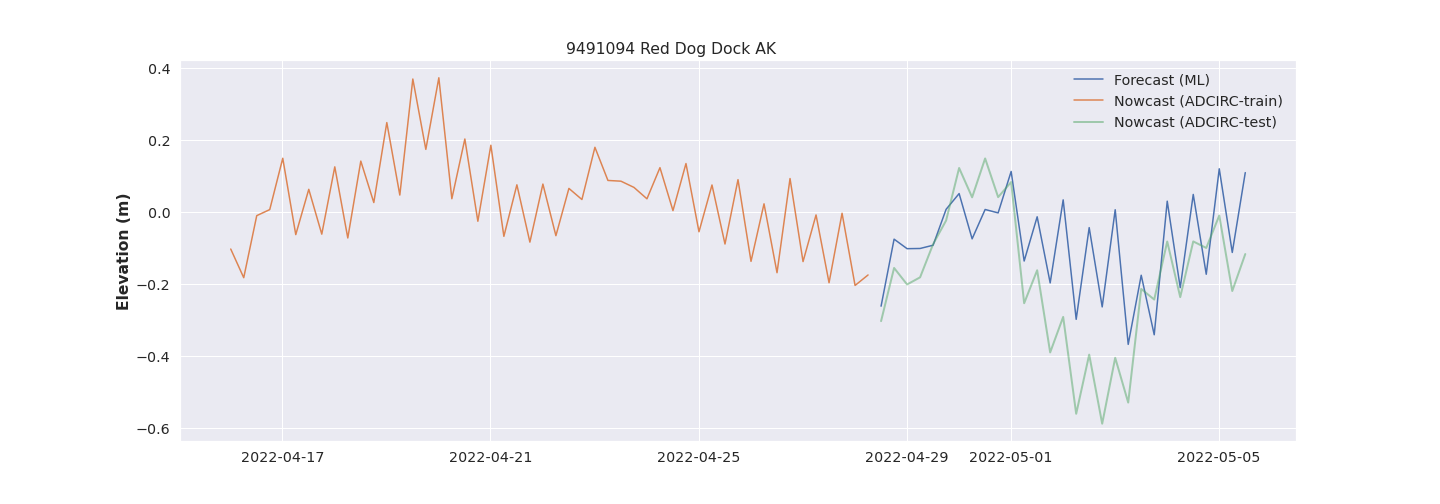 9491094 Red Dog Dock AK
Elevation (m)
0.4
0.2
0.0
−0.2
−0.4
−0.6
Forecast (ML)
Nowcast (ADCIRC-train)
Nowcast (ADCIRC-test)
2022-04-17
2022-04-21
2022-04-25
2022-04-29
2022-05-01
2022-05-05